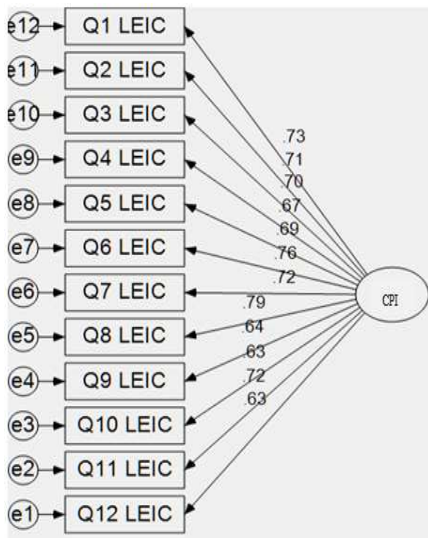 e12 Q1 LEIC
e11 Q2 LEIC
e10 Q3 LEIC
e9 Q4 LEIC
e8 Q5 LEIC
e7 Q6 LEIC
e6 Q7 LEIC
e5 Q8 LEIC
e4 Q9 LEIC
e3 Q10 LEIC
e2 Q11 LEIC
e1 Q12 LEIC
.73
.71
.70
.67
.69
.76
.72
.79
.64
.63
.72
.63
CPI